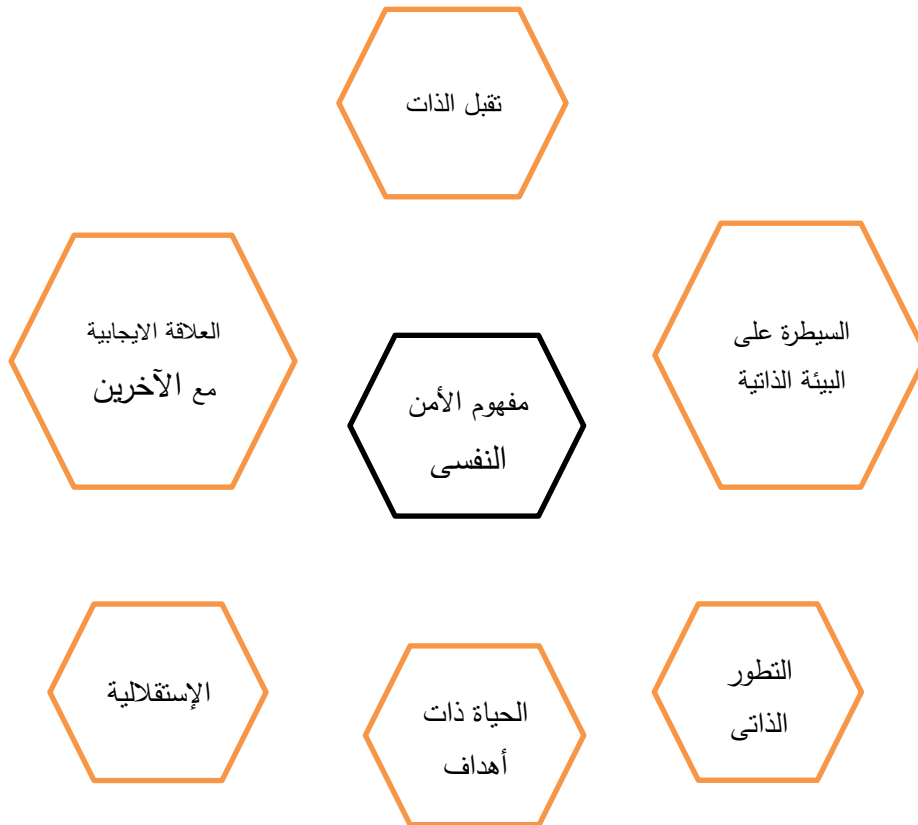 تقبل الذات
السيطرة على
البيئة الذاتية
العلاقة الايجابية
مع الآخرين
مفهوم الأمن
النفسى
التطور
الذاتى
الحياة ذات
أهداف
الإستقلالية